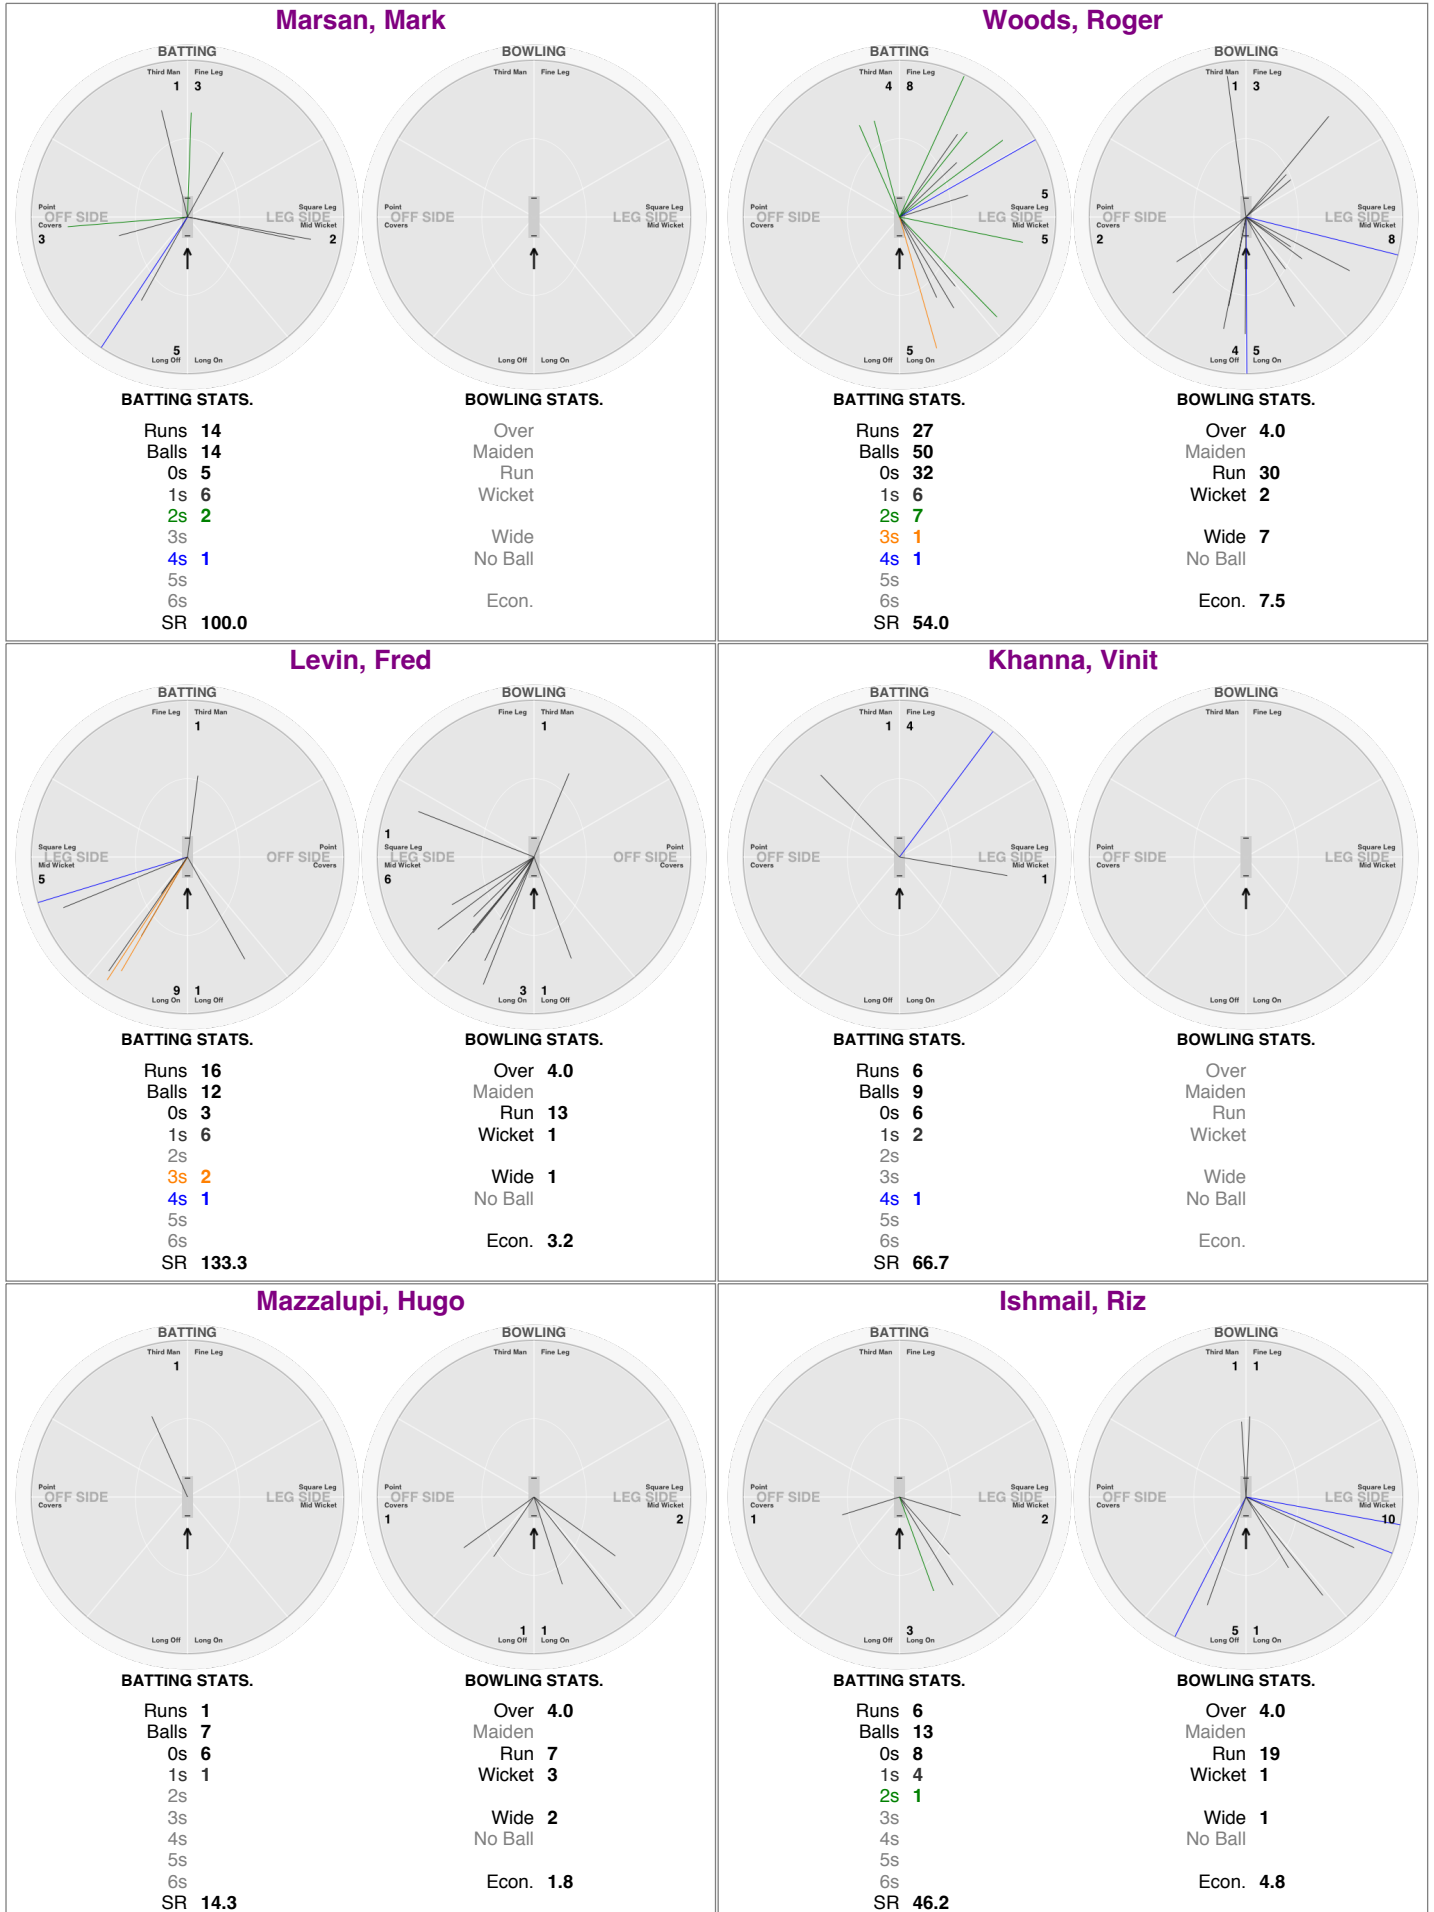 Marsan, Mark
BATTING
BOWLING
Third Man Fine Leg
1 3
Third Man Fine Leg
Point
OFF SIDE
Covers
3
Square Leg
LEG SIDE
Mid Wicket
2
Point
OFF SIDE
Covers
Square Leg
LEG SIDE
Mid Wicket
5
Long Off Long On
Long Off Long On
BATTING STATS.
BOWLING STATS.
Runs 14
Over
Balls 14
Maiden
0s 5
Run
1s 6
Wicket
2s 2
3s
Wide
4s 1
No Ball
5s
6s
Econ.
SR 100.0
Woods, Roger
BATTING
BOWLING
Third Man Fine Leg
4 8
Third Man Fine Leg
1 3
Point
OFF SIDE
Covers
5
Square Leg
LEG SIDE
Mid Wicket
5
Point
OFF SIDE
Covers
2
Square Leg
LEG SIDE
Mid Wicket
8
5
Long Off Long On
4 5
Long Off Long On
BATTING STATS.
BOWLING STATS.
Runs 27
Over 4.0
Balls 50
Maiden
0s 32
Run 30
1s 6
Wicket 2
2s 7
3s 1
Wide 7
4s 1
No Ball
5s
6s
Econ. 7.5
SR 54.0
Levin, Fred
BATTING
BOWLING
Fine Leg Third Man
1
Third Man
1
Square Leg
LEG SIDE
Mid Wicket
5
Point
OFF SIDE
Covers
1
Square Leg
LEG SIDE
Mid Wicket
6
Point
OFF SIDE
Covers
9 1
Long On Long Off
3 1
Long On Long Off
BATTING STATS.
BOWLING STATS.
Runs 16
Over 4.0
Balls 12
Maiden
0s 3
Run 13
1s 6
Wicket 1
2s
3s 2
Wide 1
4s 1
No Ball
5s
6s
Econ. 3.2
SR 133.3
Khanna, Vinit
BATTING
BOWLING
Third Man Fine Leg
1 4
Third Man Fine Leg
Point
OFF SIDE
Covers
Square Leg
LEG SIDE
Mid Wicket
1
Point
OFF SIDE
Covers
Square Leg
LEG SIDE
Mid Wicket
Long Off Long On
Long Off Long On
BATTING STATS.
BOWLING STATS.
Runs 6
Over
Balls 9
Maiden
0s 6
Run
1s 2
Wicket
2s
3s
Wide
4s 1
No Ball
5s
6s
Econ.
SR 66.7
Mazzalupi, Hugo
BATTING
BOWLING
Third Man Fine Leg
1
Third Man Fine Leg
Point
OFF SIDE
Covers
Square Leg
LEG SIDE
Mid Wicket
Point
OFF SIDE
Covers
1
Square Leg
LEG SIDE
Mid Wicket
2
Long Off Long On
1 1
Long Off Long On
BATTING STATS.
BOWLING STATS.
Runs 1
Over 4.0
Balls 7
Maiden
0s 6
Run 7
1s 1
Wicket 3
2s
3s
Wide 2
4s
No Ball
5s
6s
Econ. 1.8
SR 14.3
Ishmail, Riz
BATTING
BOWLING
Third Man Fine Leg
Third Man Fine Leg
1 1
Point
OFF SIDE
Covers
1
Square Leg
LEG SIDE
Mid Wicket
2
Point
OFF SIDE
Covers
Square Leg
LEG SIDE
Mid Wicket
10
3
Long Off Long On
5 1
Long Off Long On
BATTING STATS.
BOWLING STATS.
Runs 6
Over 4.0
Balls 13
Maiden
0s 8
Run 19
1s 4
Wicket 1
2s 1
3s
Wide 1
4s
No Ball
5s
6s
Econ. 4.8
SR 46.2